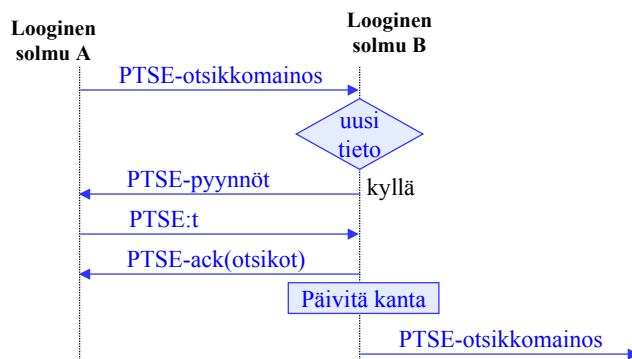 Looginen
solmu A
Looginen
solmu B
PTSE-otsikkomainos
uusi
tieto
PTSE-pyynnöt
kyllä
PTSE:t
PTSE-ack(otsikot)
Päivitä kanta
PTSE-otsikkomainos